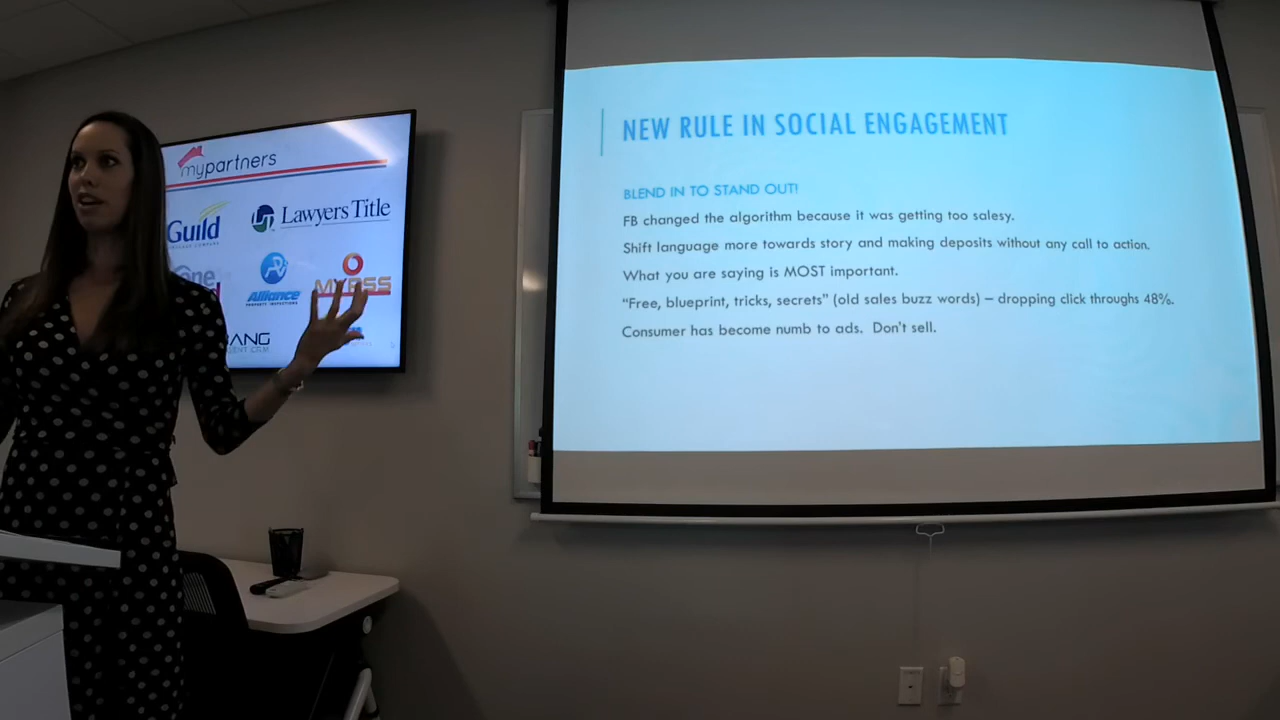 mypartners
Guild
LT Lawyers Title
Alliance
PROPERTY INSPECTIONS
NEW RULE IN SOCIAL ENGAGEMENT
BLEND IN TO STAND OUT!
FB changed the algorithm because it was getting too salesy.
Shift language more towards story and making deposits without any call to action.
What you are saying is MOST important.
"Free, blueprint, tricks, secrets" (old sales buzz words) – dropping click throughs 48%.
Consumer has become numb to ads. Don't sell.